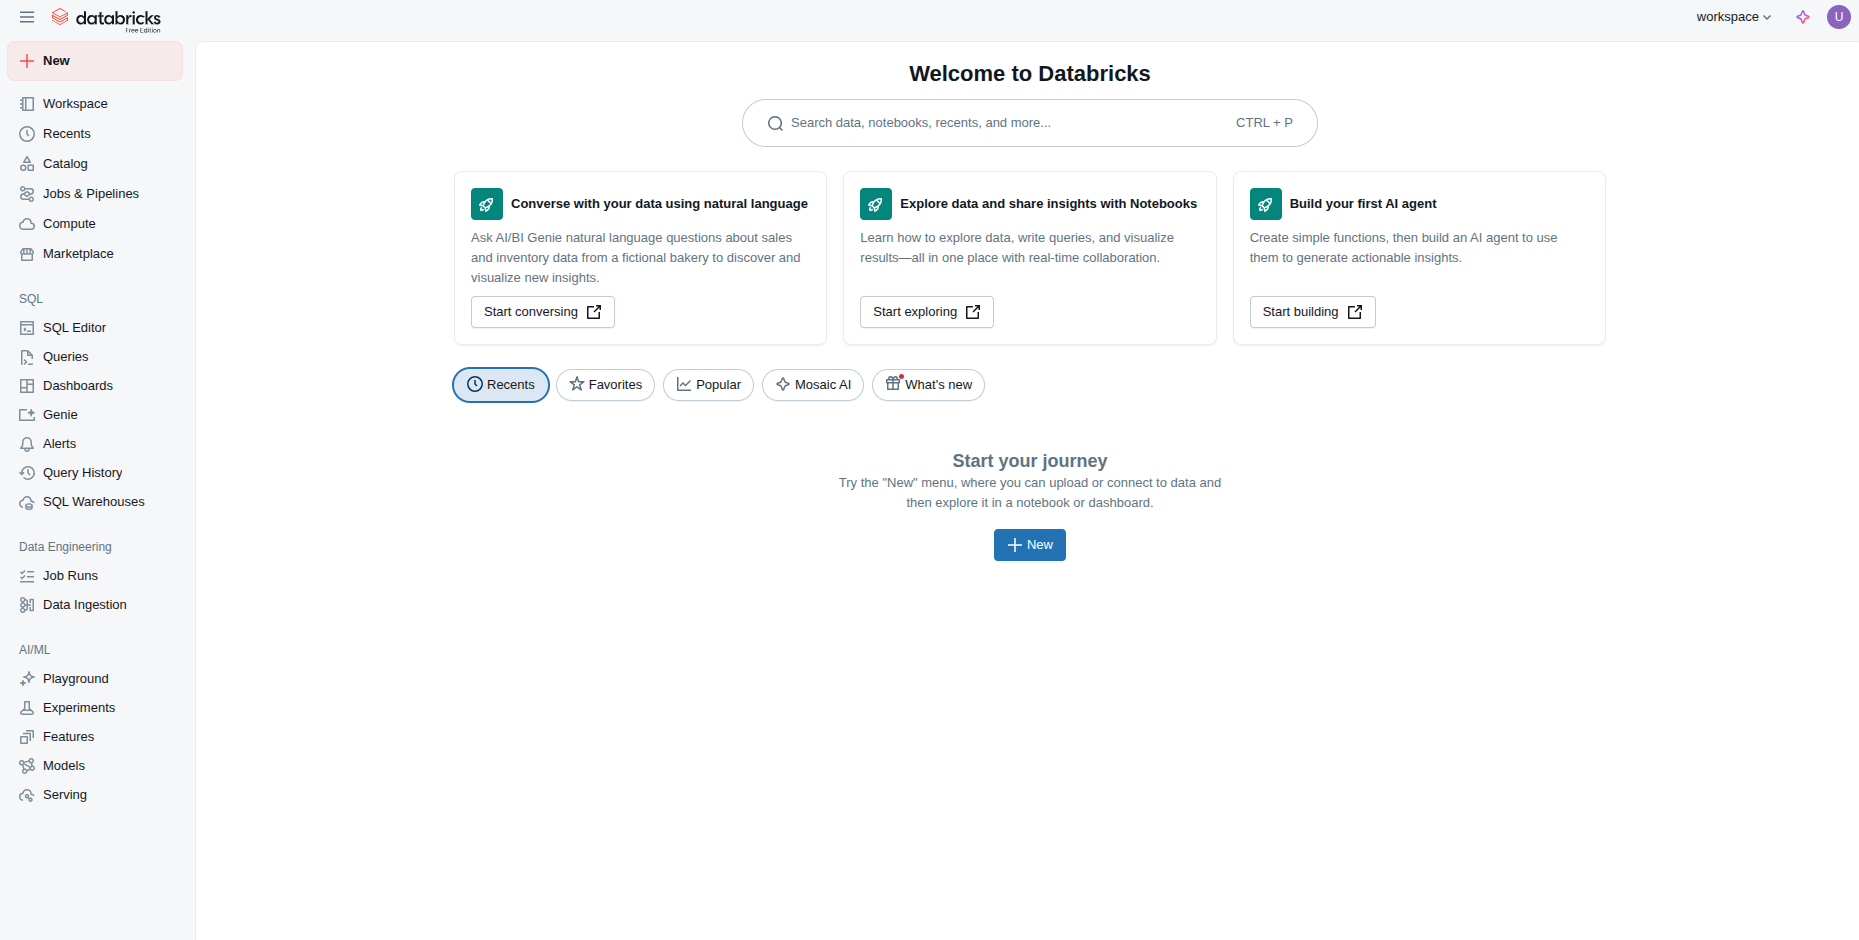 databricks
Free Edition
workspace
U
New
Workspace
Recents
Catalog
Jobs & Pipelines
Compute
Marketplace
SQL
SQL Editor
Queries
Dashboards
Genie
Alerts
Query History
SQL Warehouses
Data Engineering
Job Runs
Data Ingestion
AI/ML
Playground
Experiments
Features
Models
Serving
Welcome to Databricks
Search data, notebooks, recents, and more... CTRL + P
Converse with your data using natural language
Ask AI/BI Genie natural language questions about sales
and inventory data from a fictional bakery to discover and
visualize new insights.
Start conversing
Explore data and share insights with Notebooks
Learn how to explore data, write queries, and visualize
results—all in one place with real-time collaboration.
Start exploring
Build your first AI agent
Create simple functions, then build an AI agent to use
them to generate actionable insights.
Start building
Recents
Favorites
Popular
Mosaic AI
What's new
Start your journey
Try the "New" menu, where you can upload or connect to data and
then explore it in a notebook or dashboard.
New